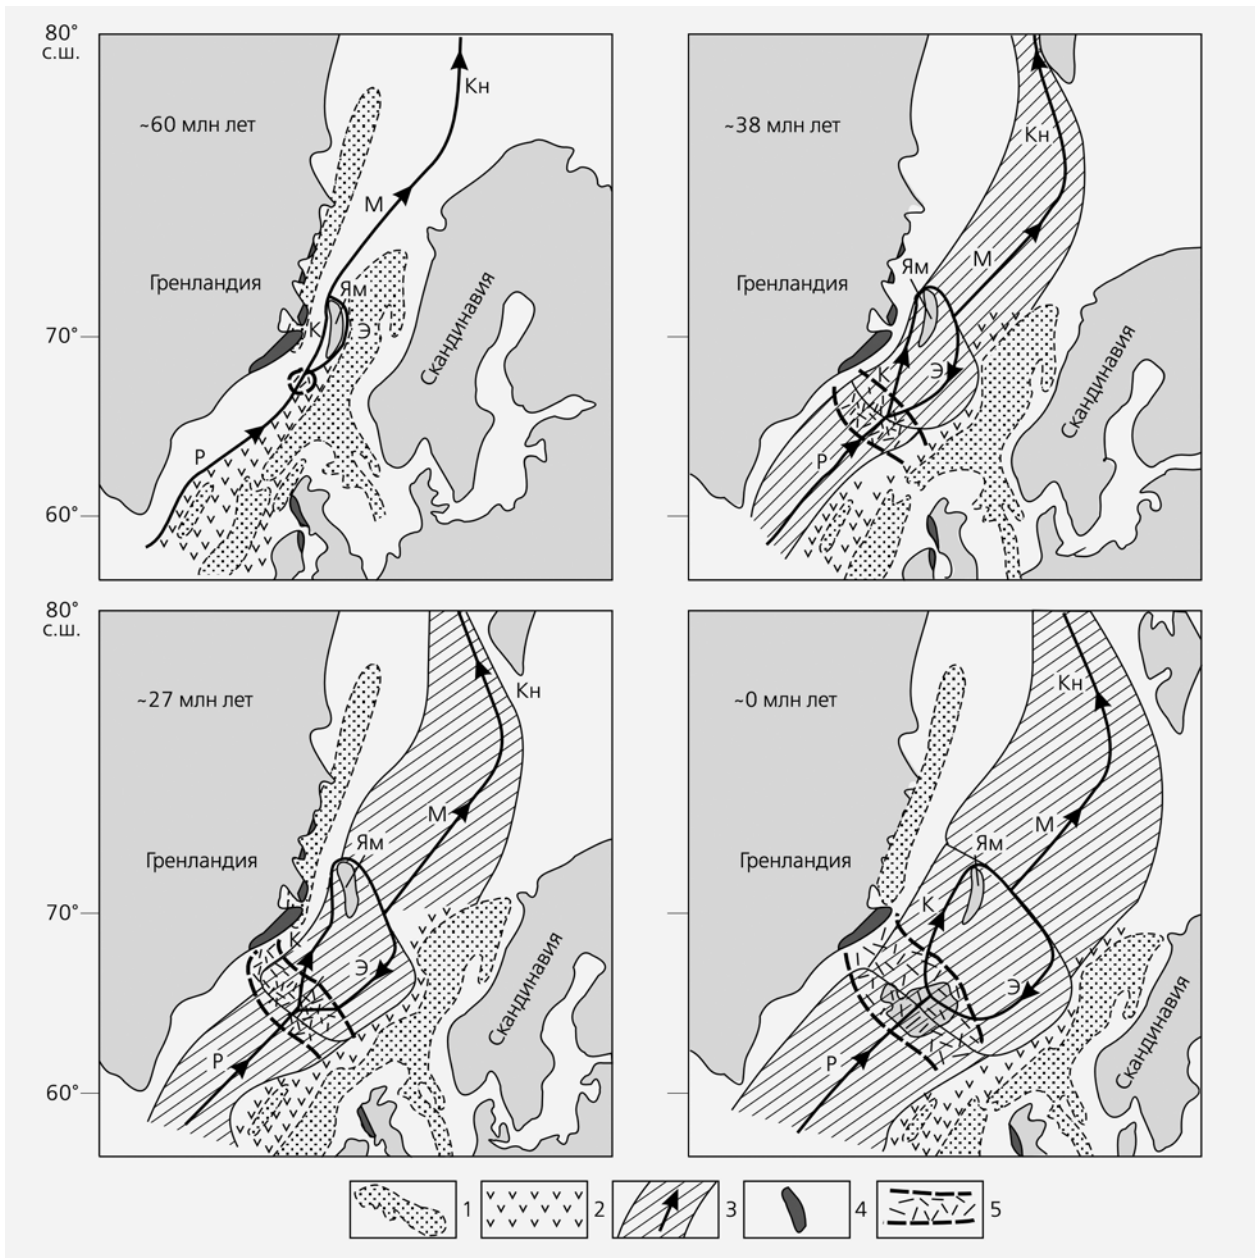 80°
с.ш.
~60 млн лет
Кн
М
Гренландия
Ям
К
Э
Скандинавия
70°
Р
60°
~38 млн лет
Кн
М
Гренландия
Ям
К
Э
Скандинавия
Р
80°
с.ш.
~27 млн лет
Кн
М
Гренландия
Ям
К
Э
Скандинавия
70°
Р
60°
~0 млн лет
Кн
М
Гренландия
Ям
К
Э
Скандинавия
Р
1
2
3
4
5